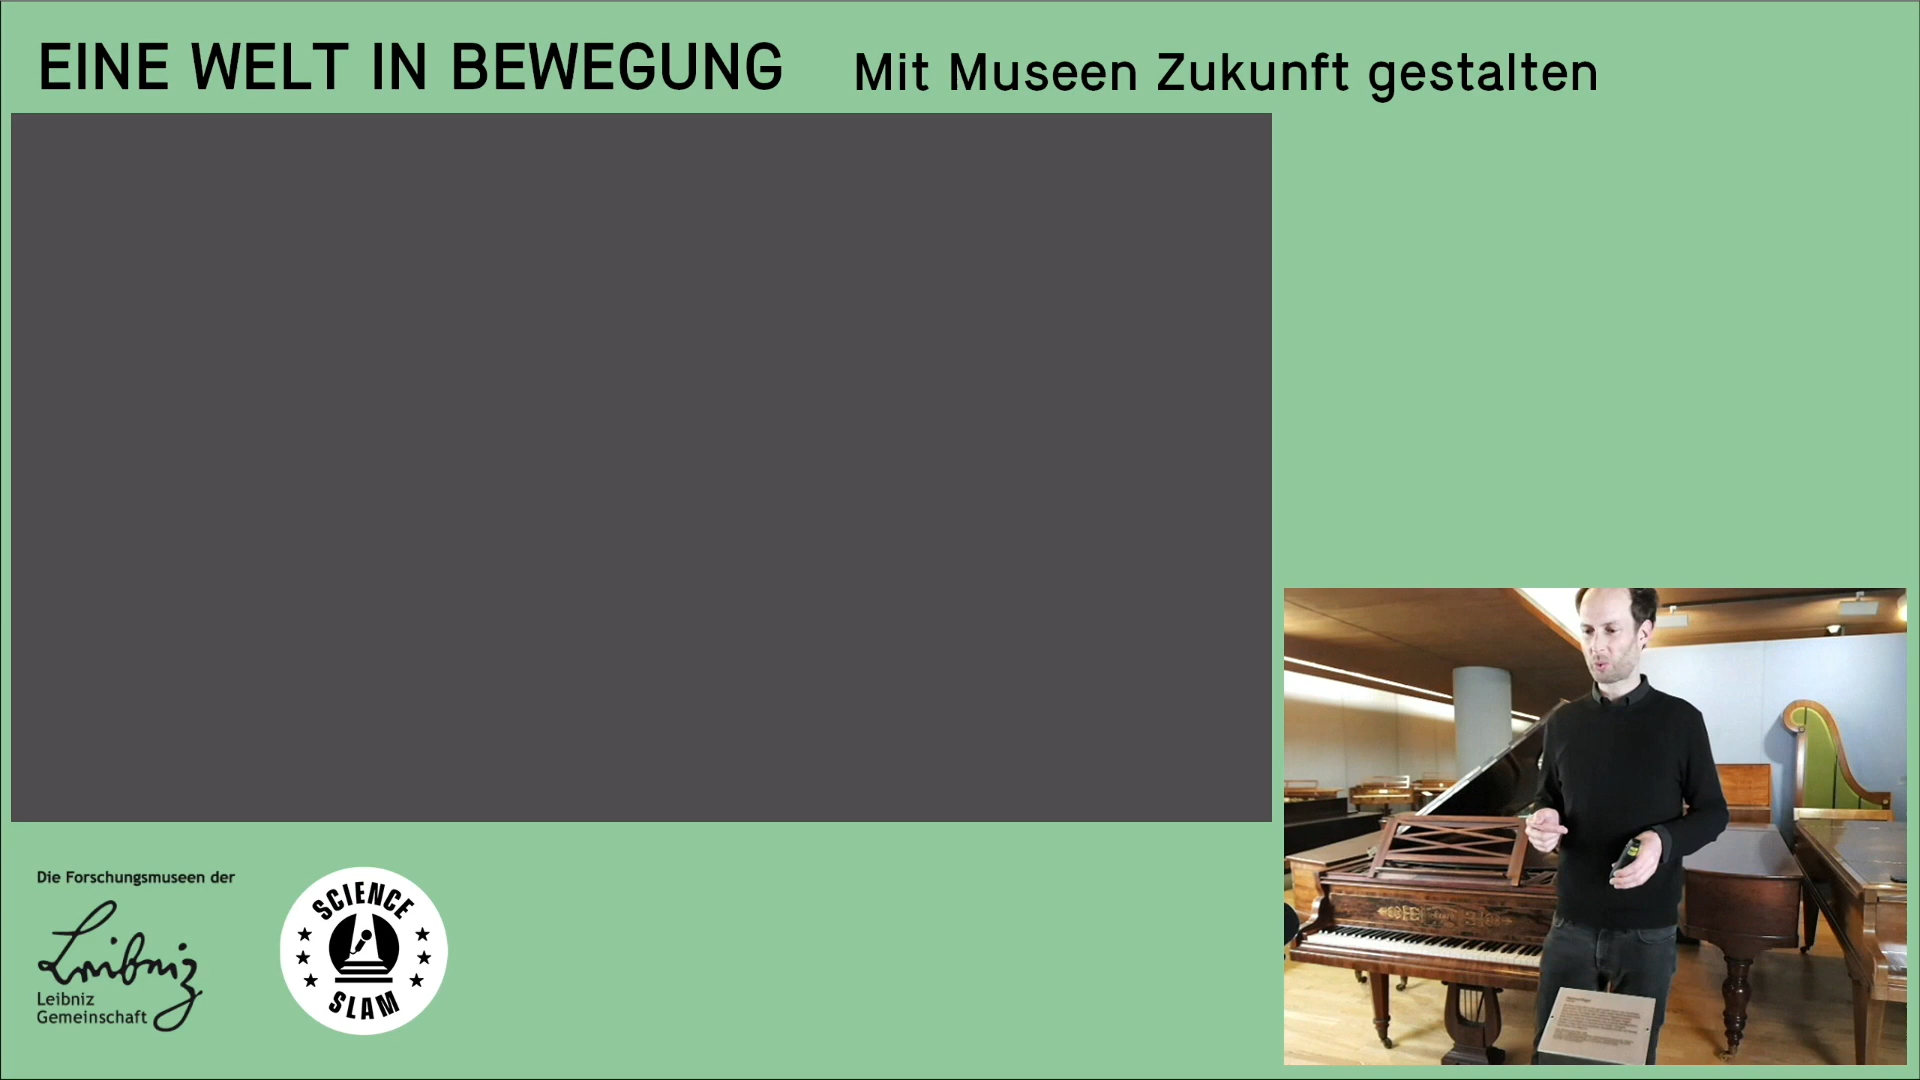 EINE WELT IN BEWEGUNG Mit Museen Zukunft gestalten
Die Forschungsmuseen der
Leibniz
Leibniz
Gemeinschaft
SCIENCE
SLAM